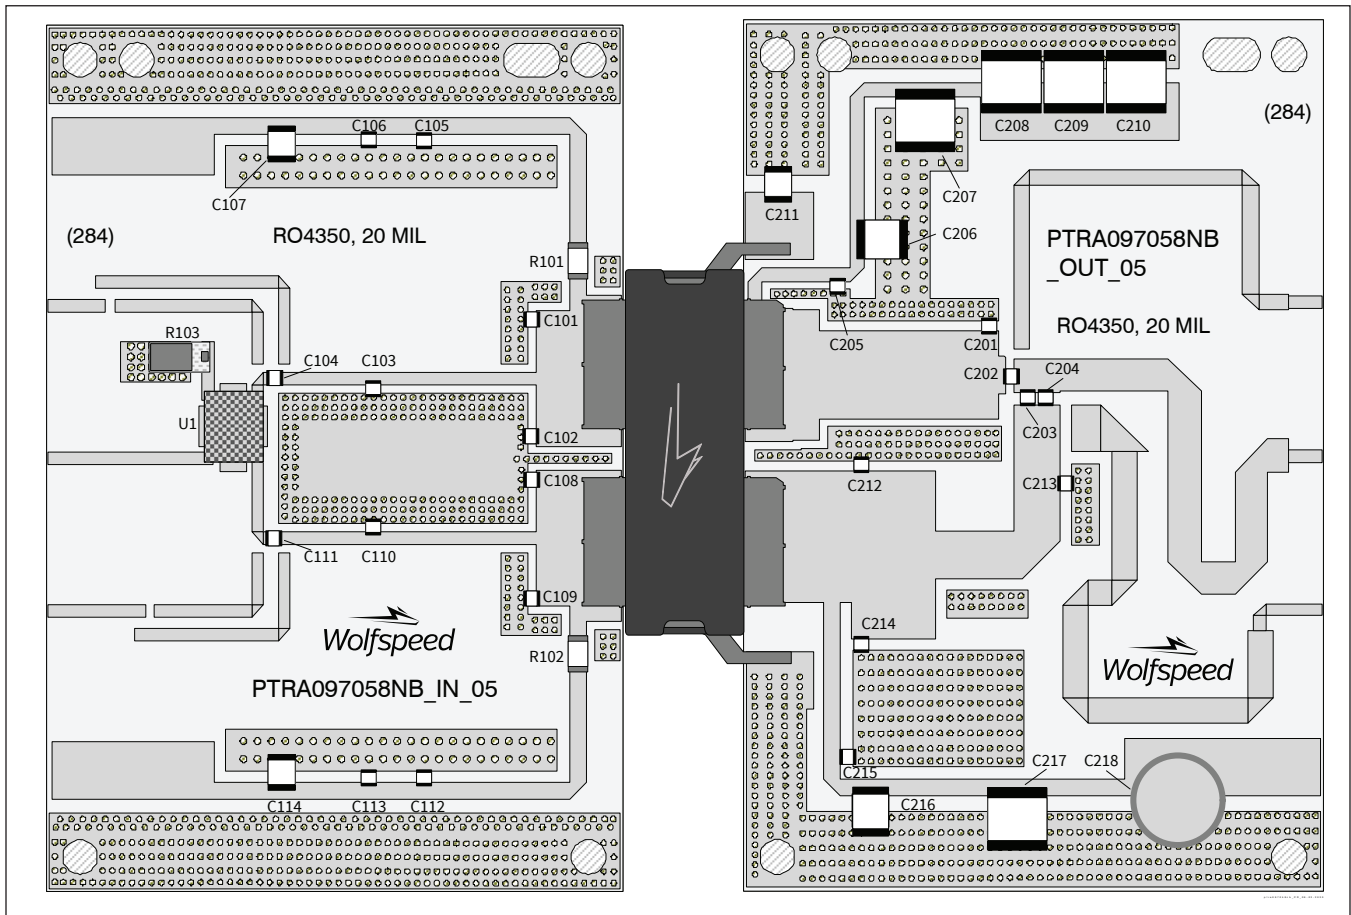 (284)
C106
C105
C208
C209
C210
C207
C107
C211
C206
(284)
RO4350, 20 MIL
PTRA097058NB
_OUT_05
R101
R103
C101
C205
C201
RO4350, 20 MIL
C104
C103
C202
C204
U1
C203
C102
C108
C212
C213
C111
C110
C109
C214
Wolfspeed
R102
Wolfspeed
PTRA097058NB_IN_05
C217
C218
C215
C114
C113
C112
C216